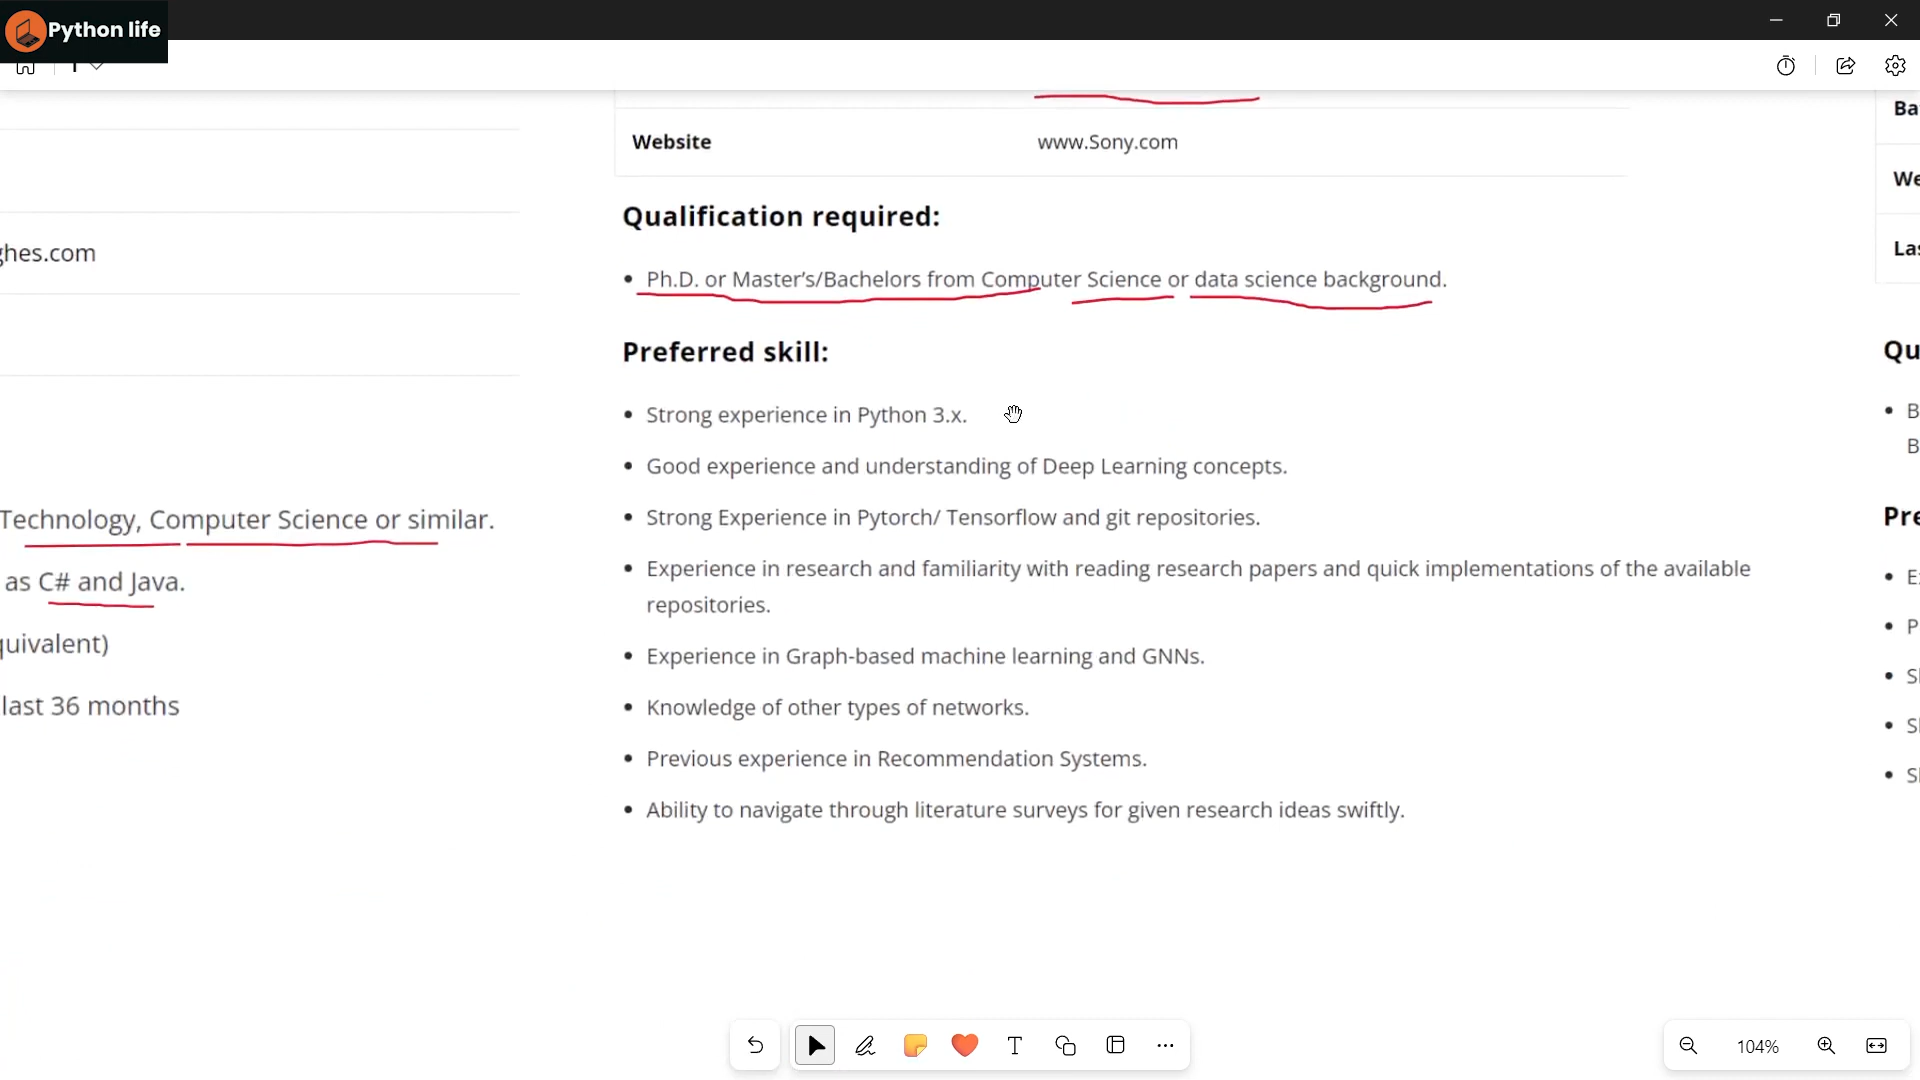 Python life
ghes.com
Technology, Computer Science or similar.
as C# and Java.
quivalent)
last 36 months
Website www.Sony.com
Qualification required:
• Ph.D. or Master’s/Bachelors from Computer Science or data science background.
Preferred skill:
• Strong experience in Python 3.x.
• Good experience and understanding of Deep Learning concepts.
• Strong Experience in Pytorch/ Tensorflow and git repositories.
• Experience in research and familiarity with reading research papers and quick implementations of the available
repositories.
• Experience in Graph-based machine learning and GNNs.
• Knowledge of other types of networks.
• Previous experience in Recommendation Systems.
• Ability to navigate through literature surveys for given research ideas swiftly.
Ba
We
Las
Qu
• B
B
Pre
• E
• P
• S
• S
• S
104%